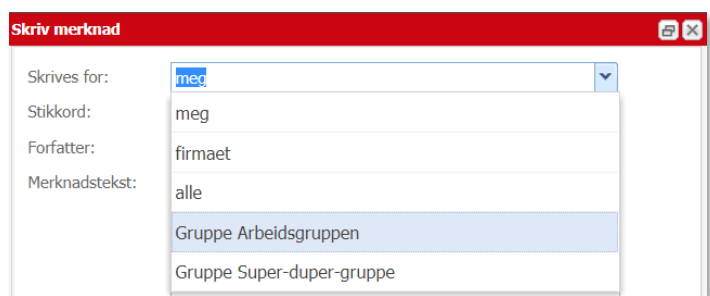 Skriv merknad
Skrives for: meg
Stikkord:
Forfatter:
Merknadstekst:
meg
firmaet
alle
Gruppe Arbeidsgruppen
Gruppe Super-duper-gruppe